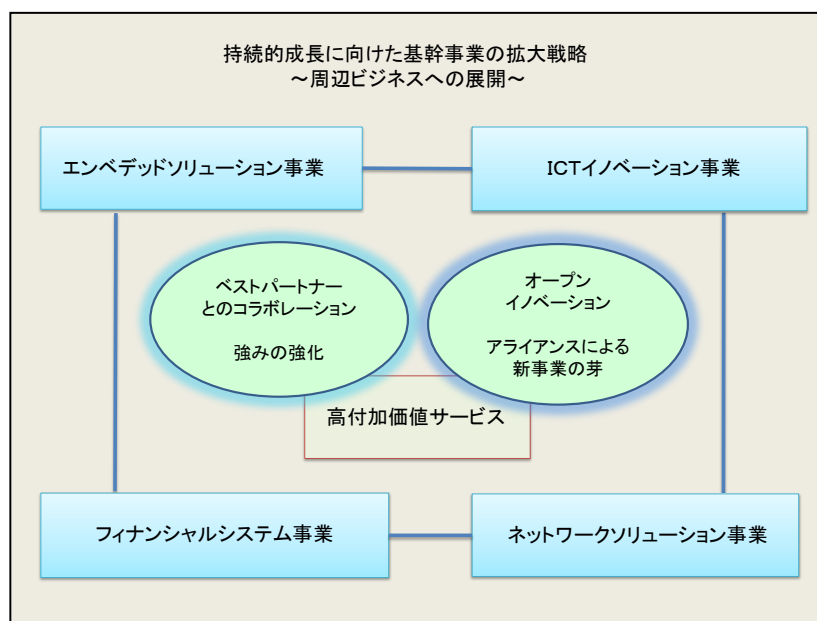 持続的成長に向けた基幹事業の拡大戦略
～周辺ビジネスへの展開～
エンベデッドソリューション事業
ICTイノベーション事業
ベストパートナー
とのコラボレーション
強みの強化
オープン
イノベーション
アライアンスによる
新事業の芽
高付加価値サービス
フィナンシャルシステム事業
ネットワークソリューション事業